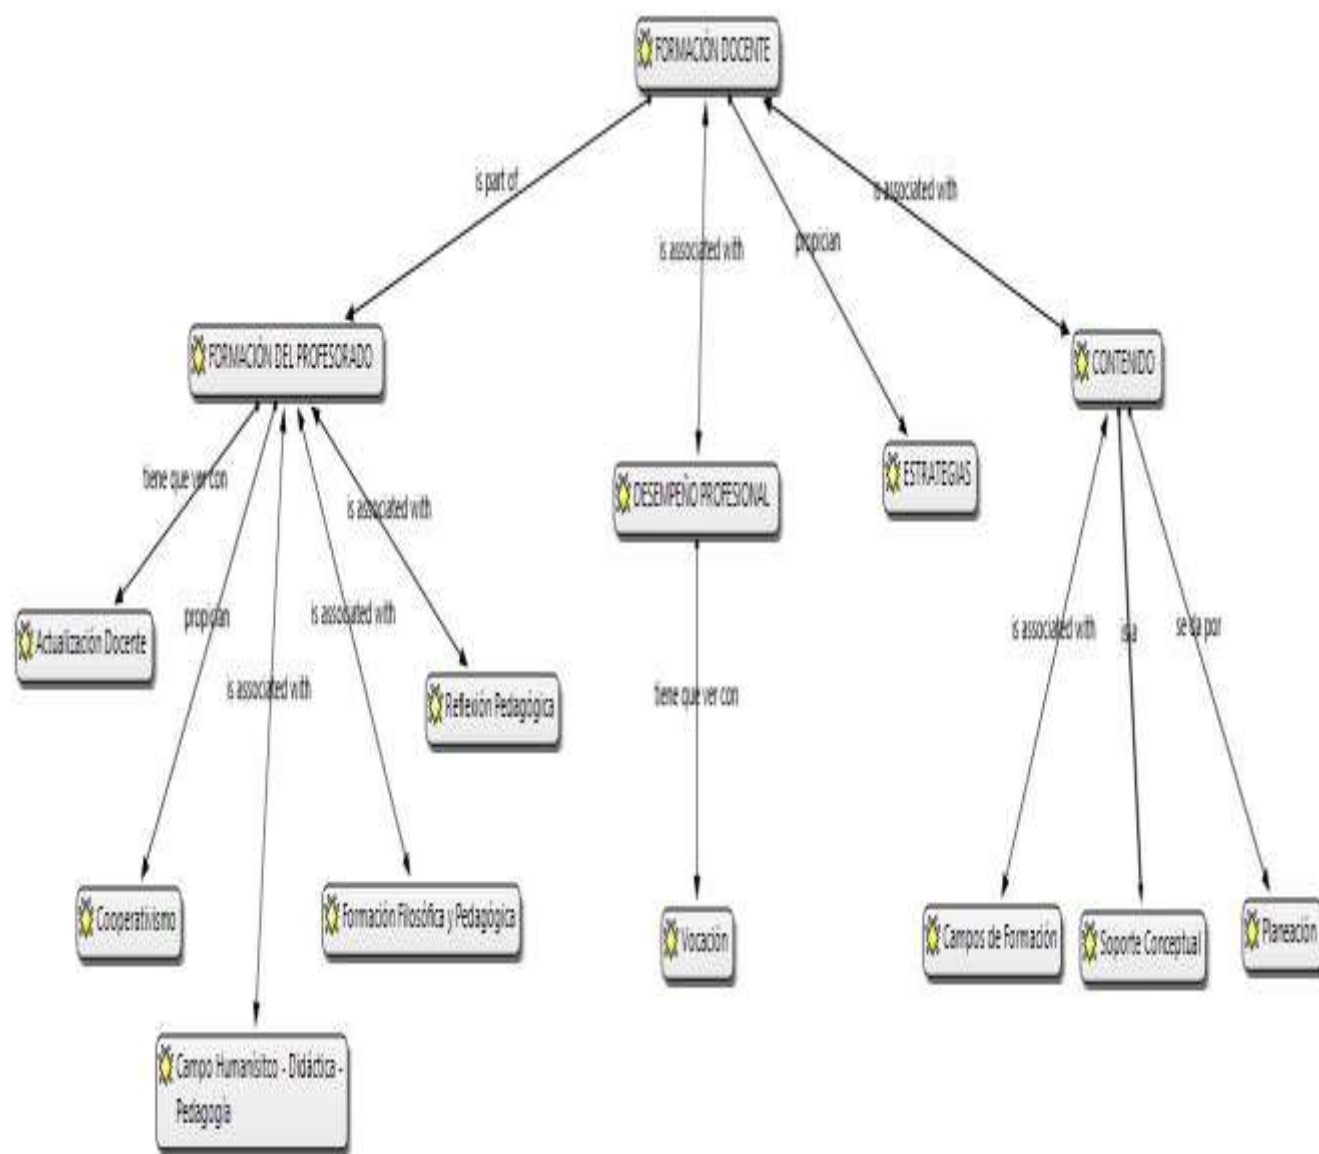 FORMACIÓN DOCENTE
is part of
is associated with
propician
is associated with
FORMACIÓN DEL PROFESORADO
CONTENIDO
DESEMPEÑO PROFESIONAL
ESTRATEGIAS
tiene que ver con
propician
is associated with
is associated with
is associated with
tiene que ver con
is associated with
is a
se da por
Actualización Docente
Reflexión Pedagógica
Cooperativismo
Formación Filosófica y Pedagógica
Vocación
Campos de Formación
Soporte Conceptual
Planeación
Campo Humanísitco - Didáctica -
Pedagogía